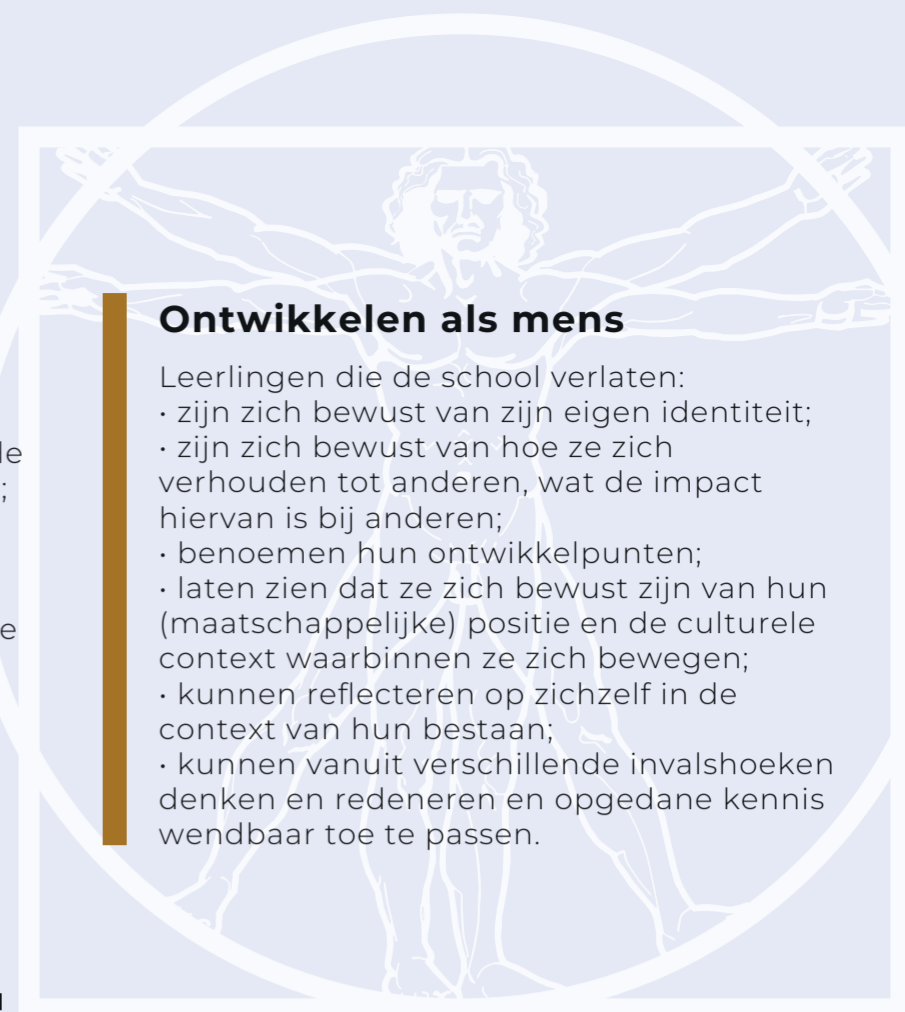 Ontwikkelen als mens
Leerlingen die de school verlaten:
· zijn zich bewust van zijn eigen identiteit;
· zijn zich bewust van hoe ze zich
verhouden tot anderen, wat de impact
hiervan is bij anderen;
· benoemen hun ontwikkelpunten;
· laten zien dat ze zich bewust zijn van hun
(maatschappelijke) positie en de culturele
context waarbinnen ze zich bewegen;
· kunnen reflecteren op zichzelf in de
context van hun bestaan;
· kunnen vanuit verschillende invalshoeken
denken en redeneren en opgedane kennis
wendbaar toe te passen.